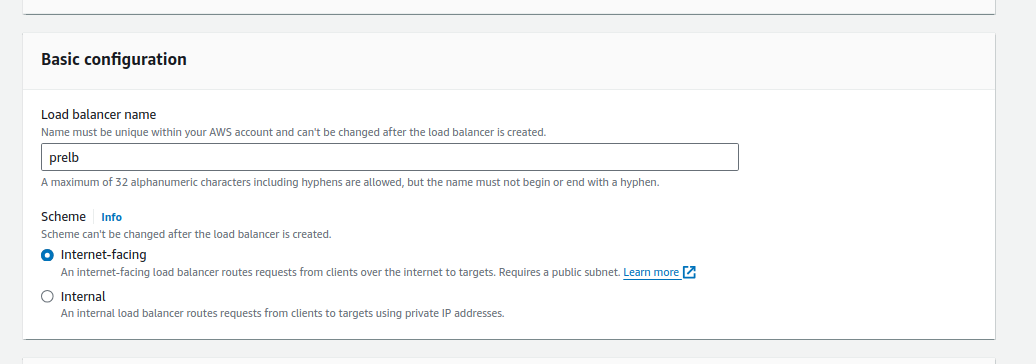 Basic configuration
Load balancer name
Name must be unique within your AWS account and can't be changed after the load balancer is created.
prelb
A maximum of 32 alphanumeric characters including hyphens are allowed, but the name must not begin or end with a hyphen.
Scheme Info
Scheme can't be changed after the load balancer is created.
Internet-facing
An internet-facing load balancer routes requests from clients over the internet to targets. Requires a public subnet. Learn more
Internal
An internal load balancer routes requests from clients to targets using private IP addresses.